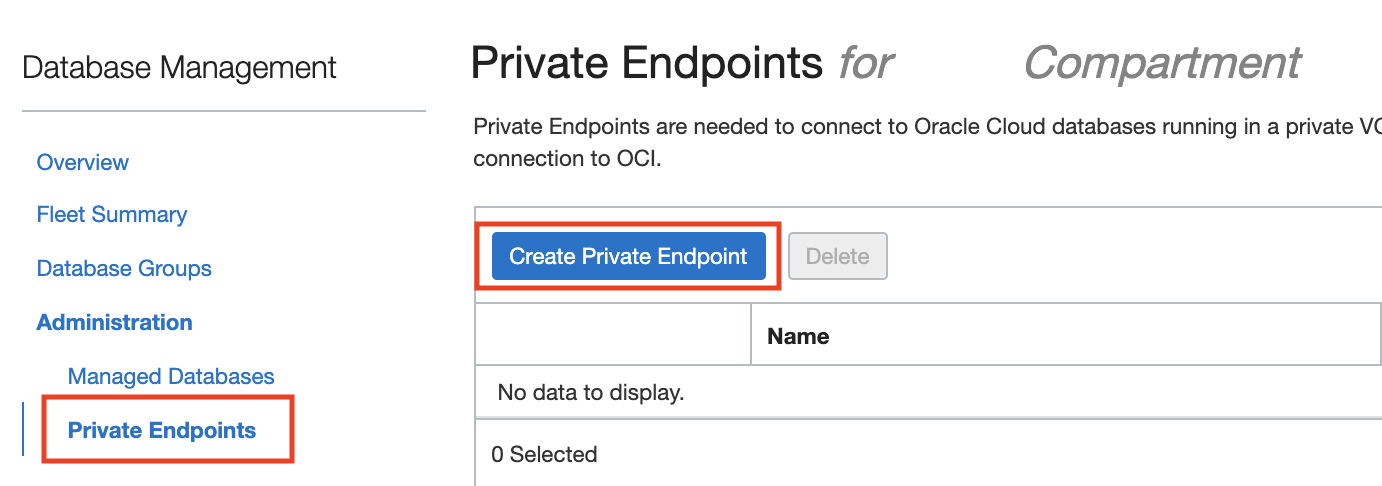 Database Management
Overview
Fleet Summary
Database Groups
Administration
Managed Databases
Private Endpoints
Private Endpoints for Compartment
Private Endpoints are needed to connect to Oracle Cloud databases running in a private
connection to OCI.
Create Private Endpoint
Delete
Name
No data to display.
0 Selected